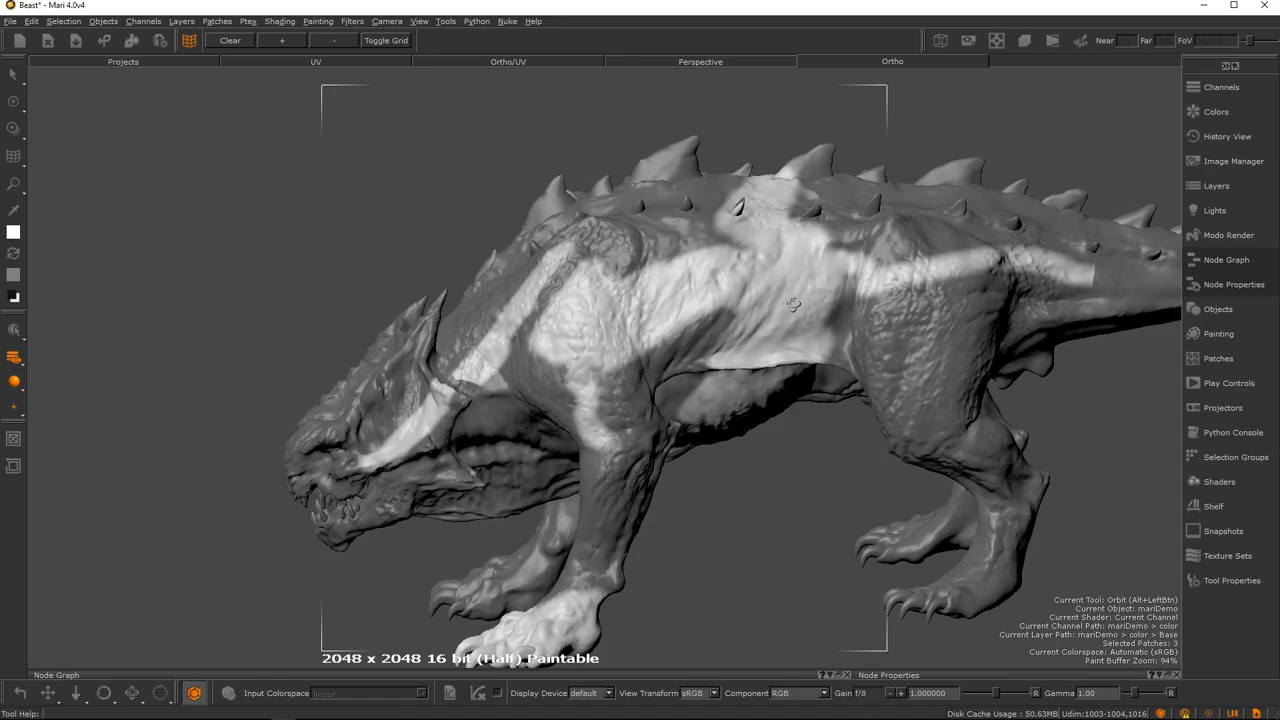 Beast* - Mari 4.0v4
File Edit Selection Objects Channels Layers Patches Ptex Shading Painting Filters Camera View Tools Python Nuke Help
Clear + - Toggle Grid Near Far FoV
Projects UV Ortho/UV Perspective Ortho
Channels
Colors
History View
Image Manager
Layers
Lights
Modo Render
Node Graph
Node Properties
Objects
Painting
Patches
Play Controls
Projectors
Python Console
Selection Groups
Shaders
Shelf
Snapshots
Texture Sets
Tool Properties
Current Tool: Orbit (Alt+LeftBtn)
Current Object: mariDemo
Current Shader: Current Channel
Current Channel Path: mariDemo > color
Current Layer Path: mariDemo > color > Base
Selected Patches: 3
Current Colorspace: Automatic (sRGB)
Paint Buffer Zoom: 94%
2048 x 2048 16 bit (Half) Paintable
Node Graph Node Properties
Input Colorspace linear Display Device default View Transform sRGB Component RGB Gain f/8 - + 1.000000 R Gamma 1.00 R
Tool Help: Disk Cache Usage : 50.63MB Udim:1003-1004,1016